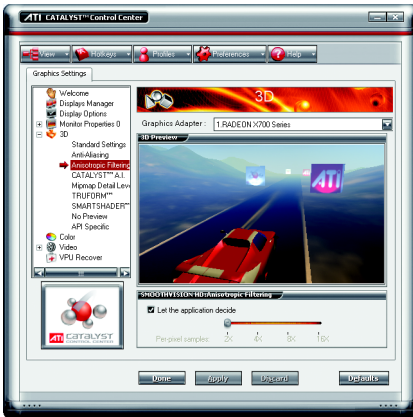 ATI CATALYST™ Control Center
View Hotkeys Profiles Preferences Help
Graphics Settings
Welcome
Displays Manager
Display Options
Monitor Properties 0
3D
Standard Settings
Anti-Aliasing
Anisotropic Filtering
CATALYST™ A.I.
Mipmap Detail Leve
TRUFORM™
SMARTSHADER™
No Preview
API Specific
Color
Video
VPU Recover
ATI CATALYST
CONTROL CENTER
3D
Graphics Adapter : 1.RADEON X700 Series
3D Preview
ATI
SMOOTHVISION HD:Anisotropic Filtering
Let the application decide
Per-pixel samples: 2X 4X 8X 16X
Done Apply Discard Defaults